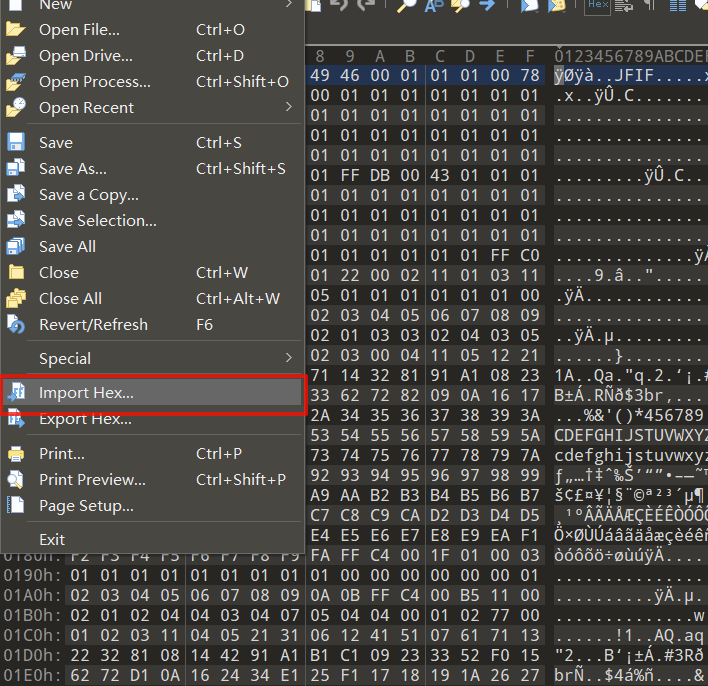 New
Open File... Ctrl+O
Open Drive... Ctrl+D
Open Process... Ctrl+Shift+O
Open Recent
Save Ctrl+S
Save As... Ctrl+Shift+S
Save a Copy...
Save Selection...
Save All
Close Ctrl+W
Close All Ctrl+Alt+W
Revert/Refresh F6
Special
Import Hex...
Export Hex...
Print... Ctrl+P
Print Preview... Ctrl+Shift+P
Page Setup...
Exit
Hex
8 9 A B C D E F 0123456789ABCDEF
49 46 00 01 01 01 00 78 ÿØÿà..JFIF.....x
00 01 01 01 01 01 01 01 .x..ÿÛ.C.......
01 01 01 01 01 01 01 01 ...............
01 01 01 01 01 01 01 01 ...............
01 01 01 01 01 01 01 01 ...............
01 FF DB 00 43 01 01 01 .........ÿÛ.C..
01 01 01 01 01 01 01 01 ...............
01 01 01 01 01 01 01 01 ...............
01 01 01 01 01 01 01 01 ...............
01 01 01 01 01 01 FF C0 ..............ÿÀ
01 22 00 02 11 01 03 11 ....9.â..".....
05 01 01 01 01 01 01 00 .ÿÄ............
02 03 04 05 06 07 08 09 ...............
02 01 03 03 02 04 03 05 ..ÿÄ.µ.........
02 03 00 04 11 05 12 21 ......}........
71 14 32 81 91 A1 08 23 1A..Qa."q.2.‘¡.#
33 62 72 82 09 0A 16 17 B±Á.RÑð$3br‚...
2A 34 35 36 37 38 39 3A ...%&'()*456789
53 54 55 56 57 58 59 5A CDEFGHIJSTUVWXYZ
73 74 75 76 77 78 79 7A cdefghijstuvwxyz
92 93 94 95 96 97 98 99 ƒ„…†‡ˆ‰Š’“”•–—˜™
A9 AA B2 B3 B4 B5 B6 B7 š¢£¤¥¦§¨©ª²³´µ¶
C7 C8 C9 CA D2 D3 D4 D5 ¸¹ºÂÃÄÅÆÇÈÉÊÒÓÔÕ
E4 E5 E6 E7 E8 E9 EA F1 Ö×ØÙÚáâãäåæçèéêñ
0180h: F2 F3 F4 F5 F6 F7 F8 F9 FA FF C4 00 1F 01 00 03 òóôõö÷øùúÿÄ....
0190h: 01 01 01 01 01 01 01 01 01 00 00 00 00 00 00 01 ...............
01A0h: 02 03 04 05 06 07 08 09 0A 0B FF C4 00 B5 11 00 ..........ÿÄ.µ.
01B0h: 02 01 02 04 04 03 04 07 05 04 04 00 01 02 77 00 ..............w
01C0h: 01 02 03 11 04 05 21 31 06 12 41 51 07 61 71 13 ......!1..AQ.aq
01D0h: 22 32 81 08 14 42 91 A1 B1 C1 09 23 33 52 F0 15 "2...B‘¡±Á.#3Rð
01E0h: 62 72 D1 0A 16 24 34 E1 25 F1 17 18 19 1A 26 27 brÑ..$4á%ñ....&